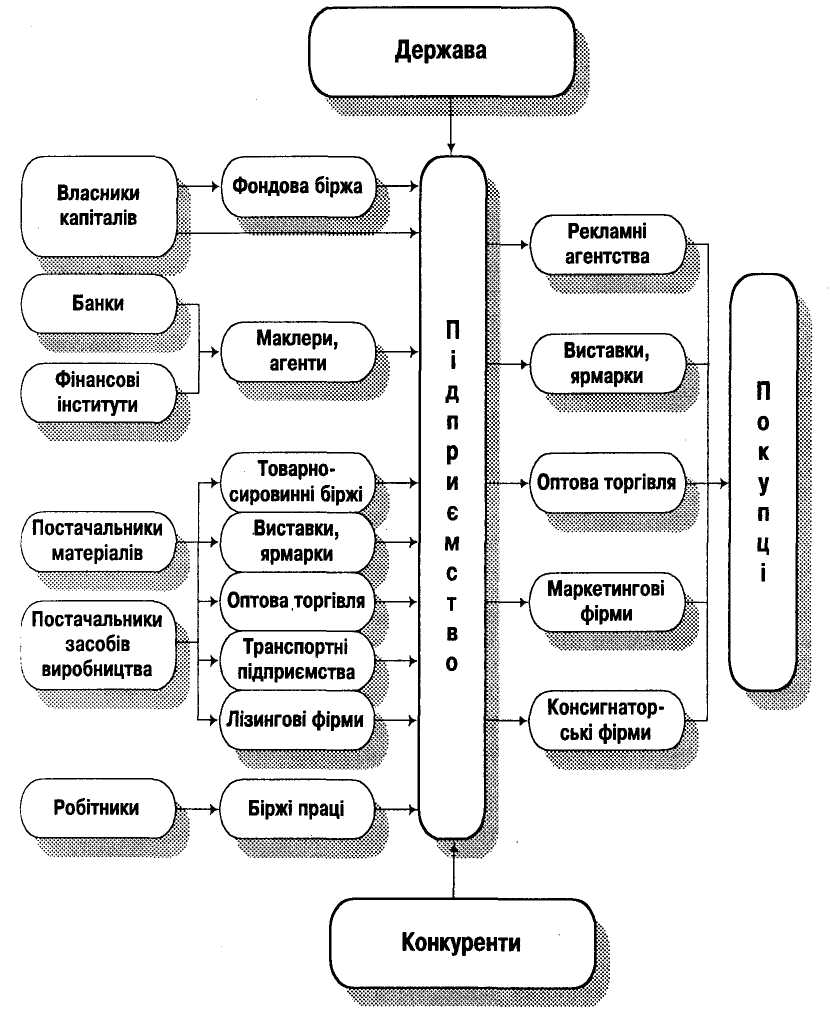 Держава
Власники
капіталів
Фондова біржа
Банки
Фінансові
інститути
Маклери,
агенти
Постачальники
матеріалів
Постачальники
засобів
виробництва
Товарно-
сировинні біржі
Виставки,
ярмарки
Оптова торгівля
Транспортні
підприємства
Лізингові фірми
Робітники
Біржі праці
Підприємство
Рекламні
агентства
Виставки,
ярмарки
Оптова торгівля
Маркетингові
фірми
Консигнатор-
ські фірми
Покупці
Конкуренти